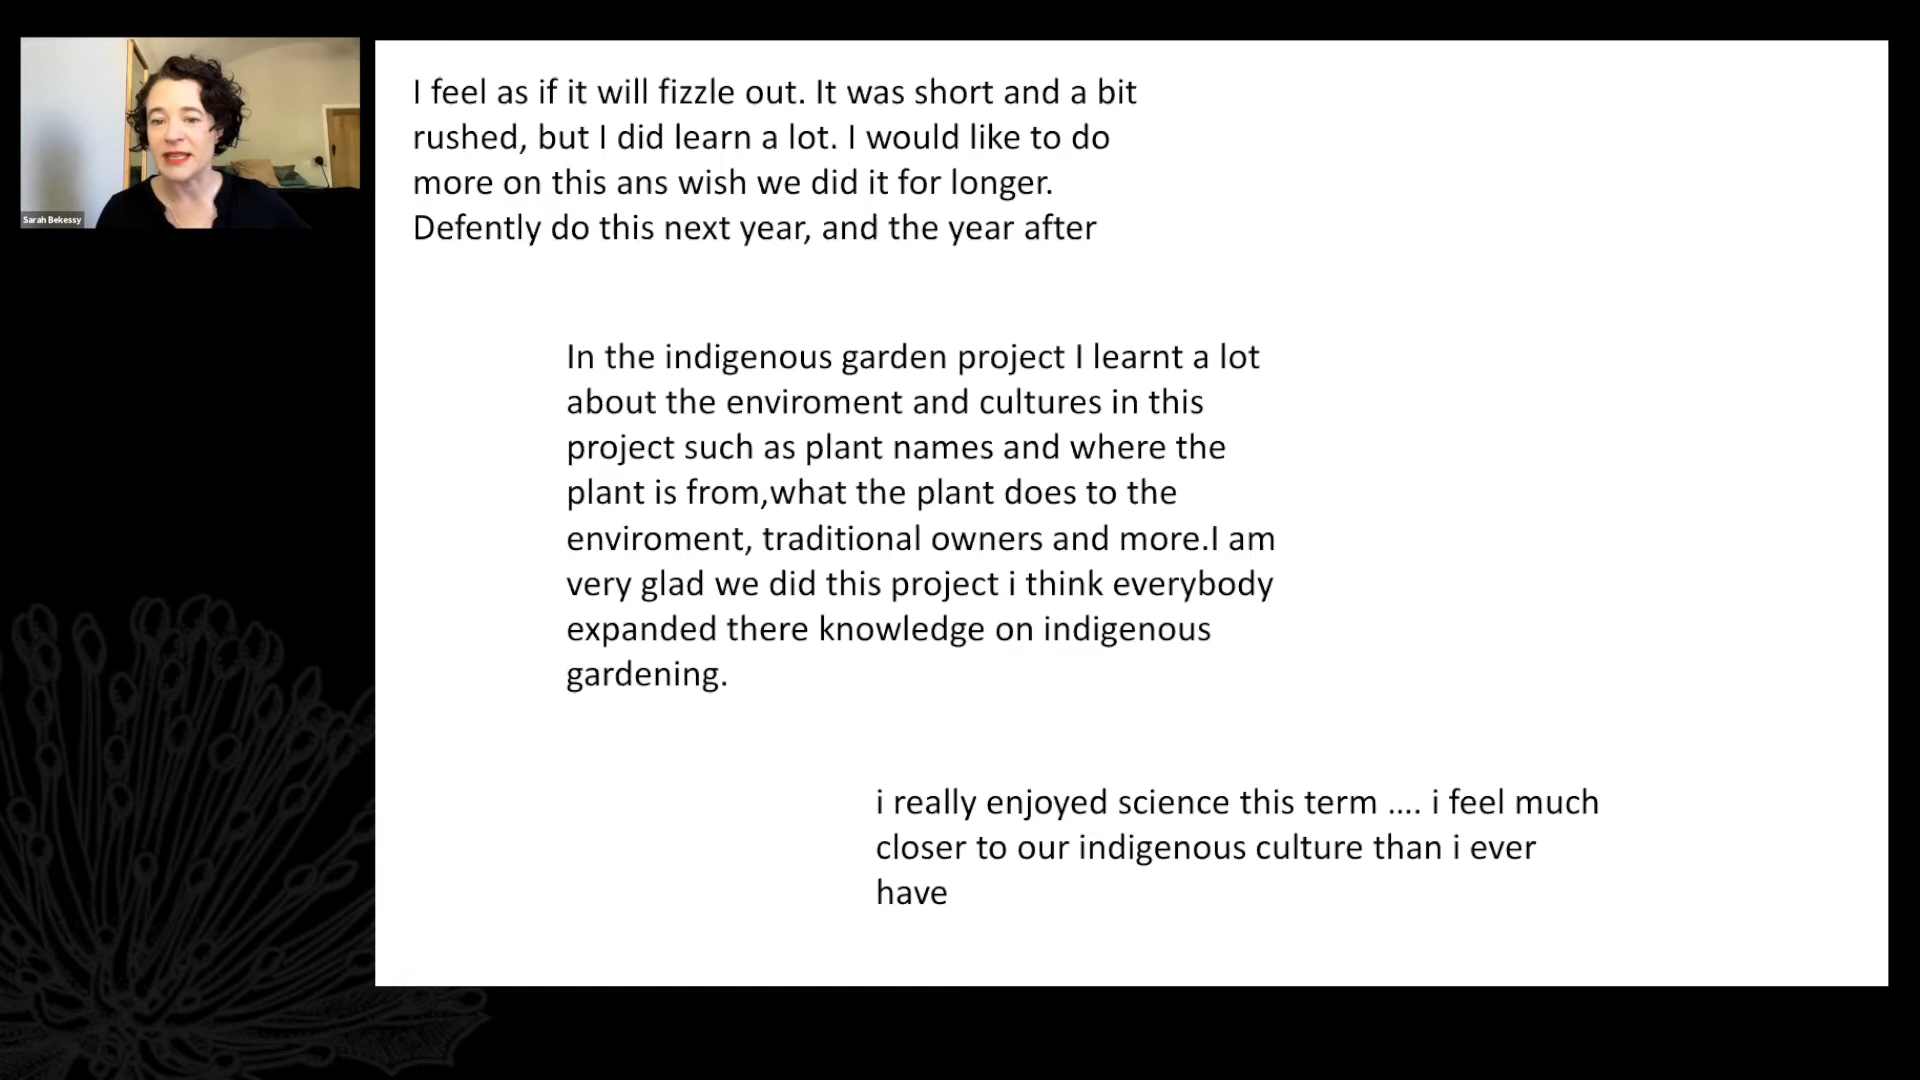 Sarah Bekessy
I feel as if it will fizzle out. It was short and a bit
rushed, but I did learn a lot. I would like to do
more on this ans wish we did it for longer.
Defently do this next year, and the year after
In the indigenous garden project I learnt a lot
about the enviroment and cultures in this
project such as plant names and where the
plant is from,what the plant does to the
enviroment, traditional owners and more.I am
very glad we did this project i think everybody
expanded there knowledge on indigenous
gardening.
i really enjoyed science this term .... i feel much
closer to our indigenous culture than i ever
have